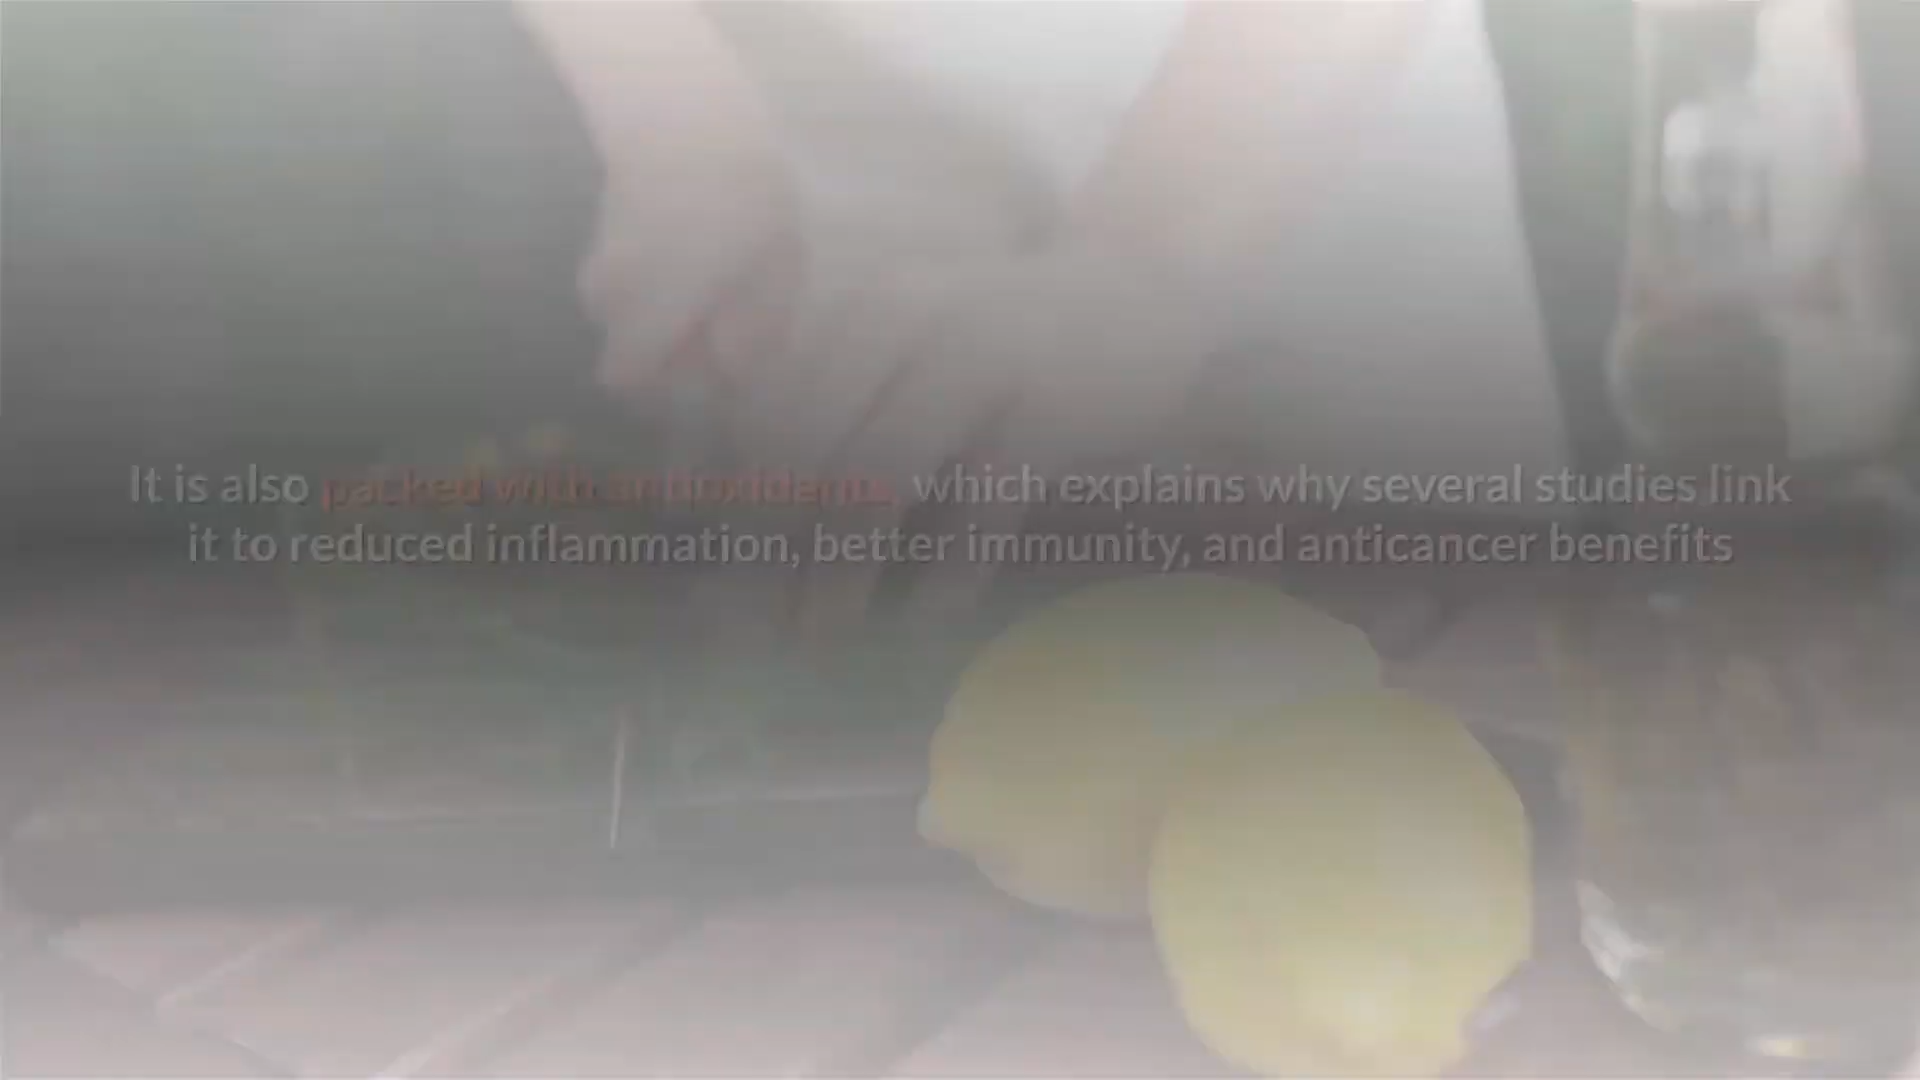 It is also packed with antioxidants, which explains why several studies link
it to reduced inflammation, better immunity, and anticancer benefits